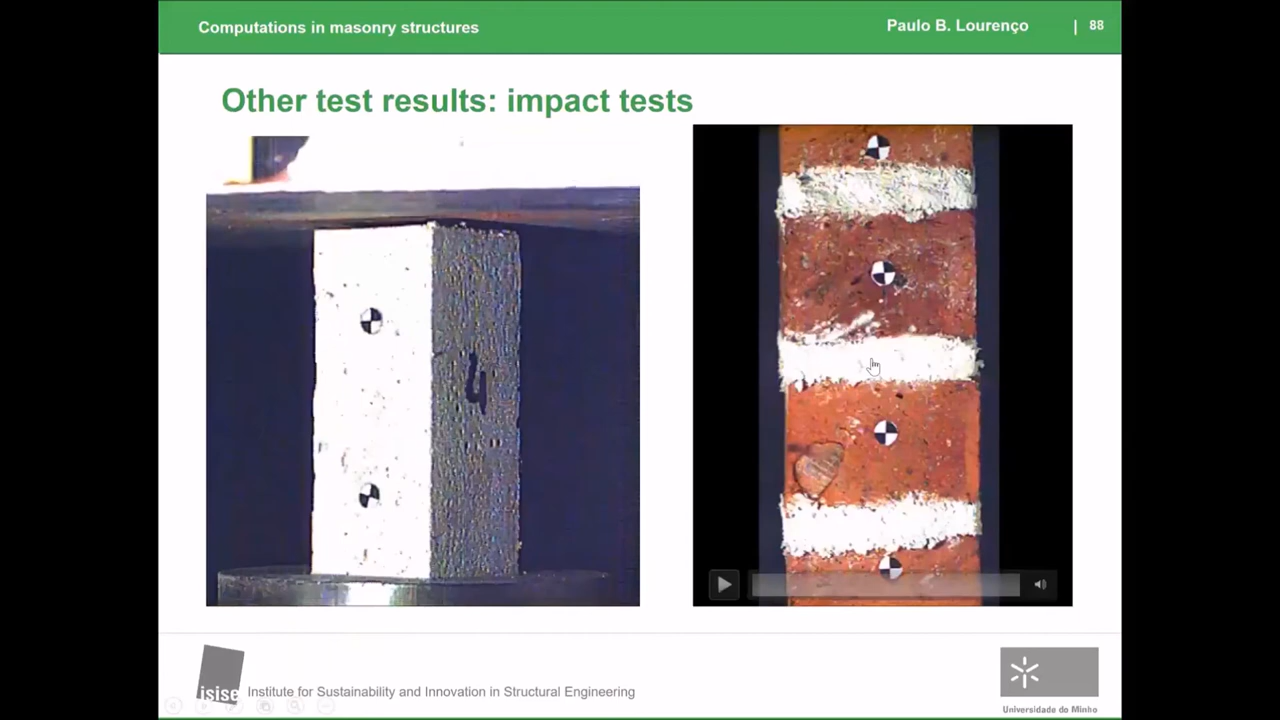 Computations in masonry structures
Paulo B. Lourenço
| 88
Other test results: impact tests
4
isise
Institute for Sustainability and Innovation in Structural Engineering
Universidade do Minho